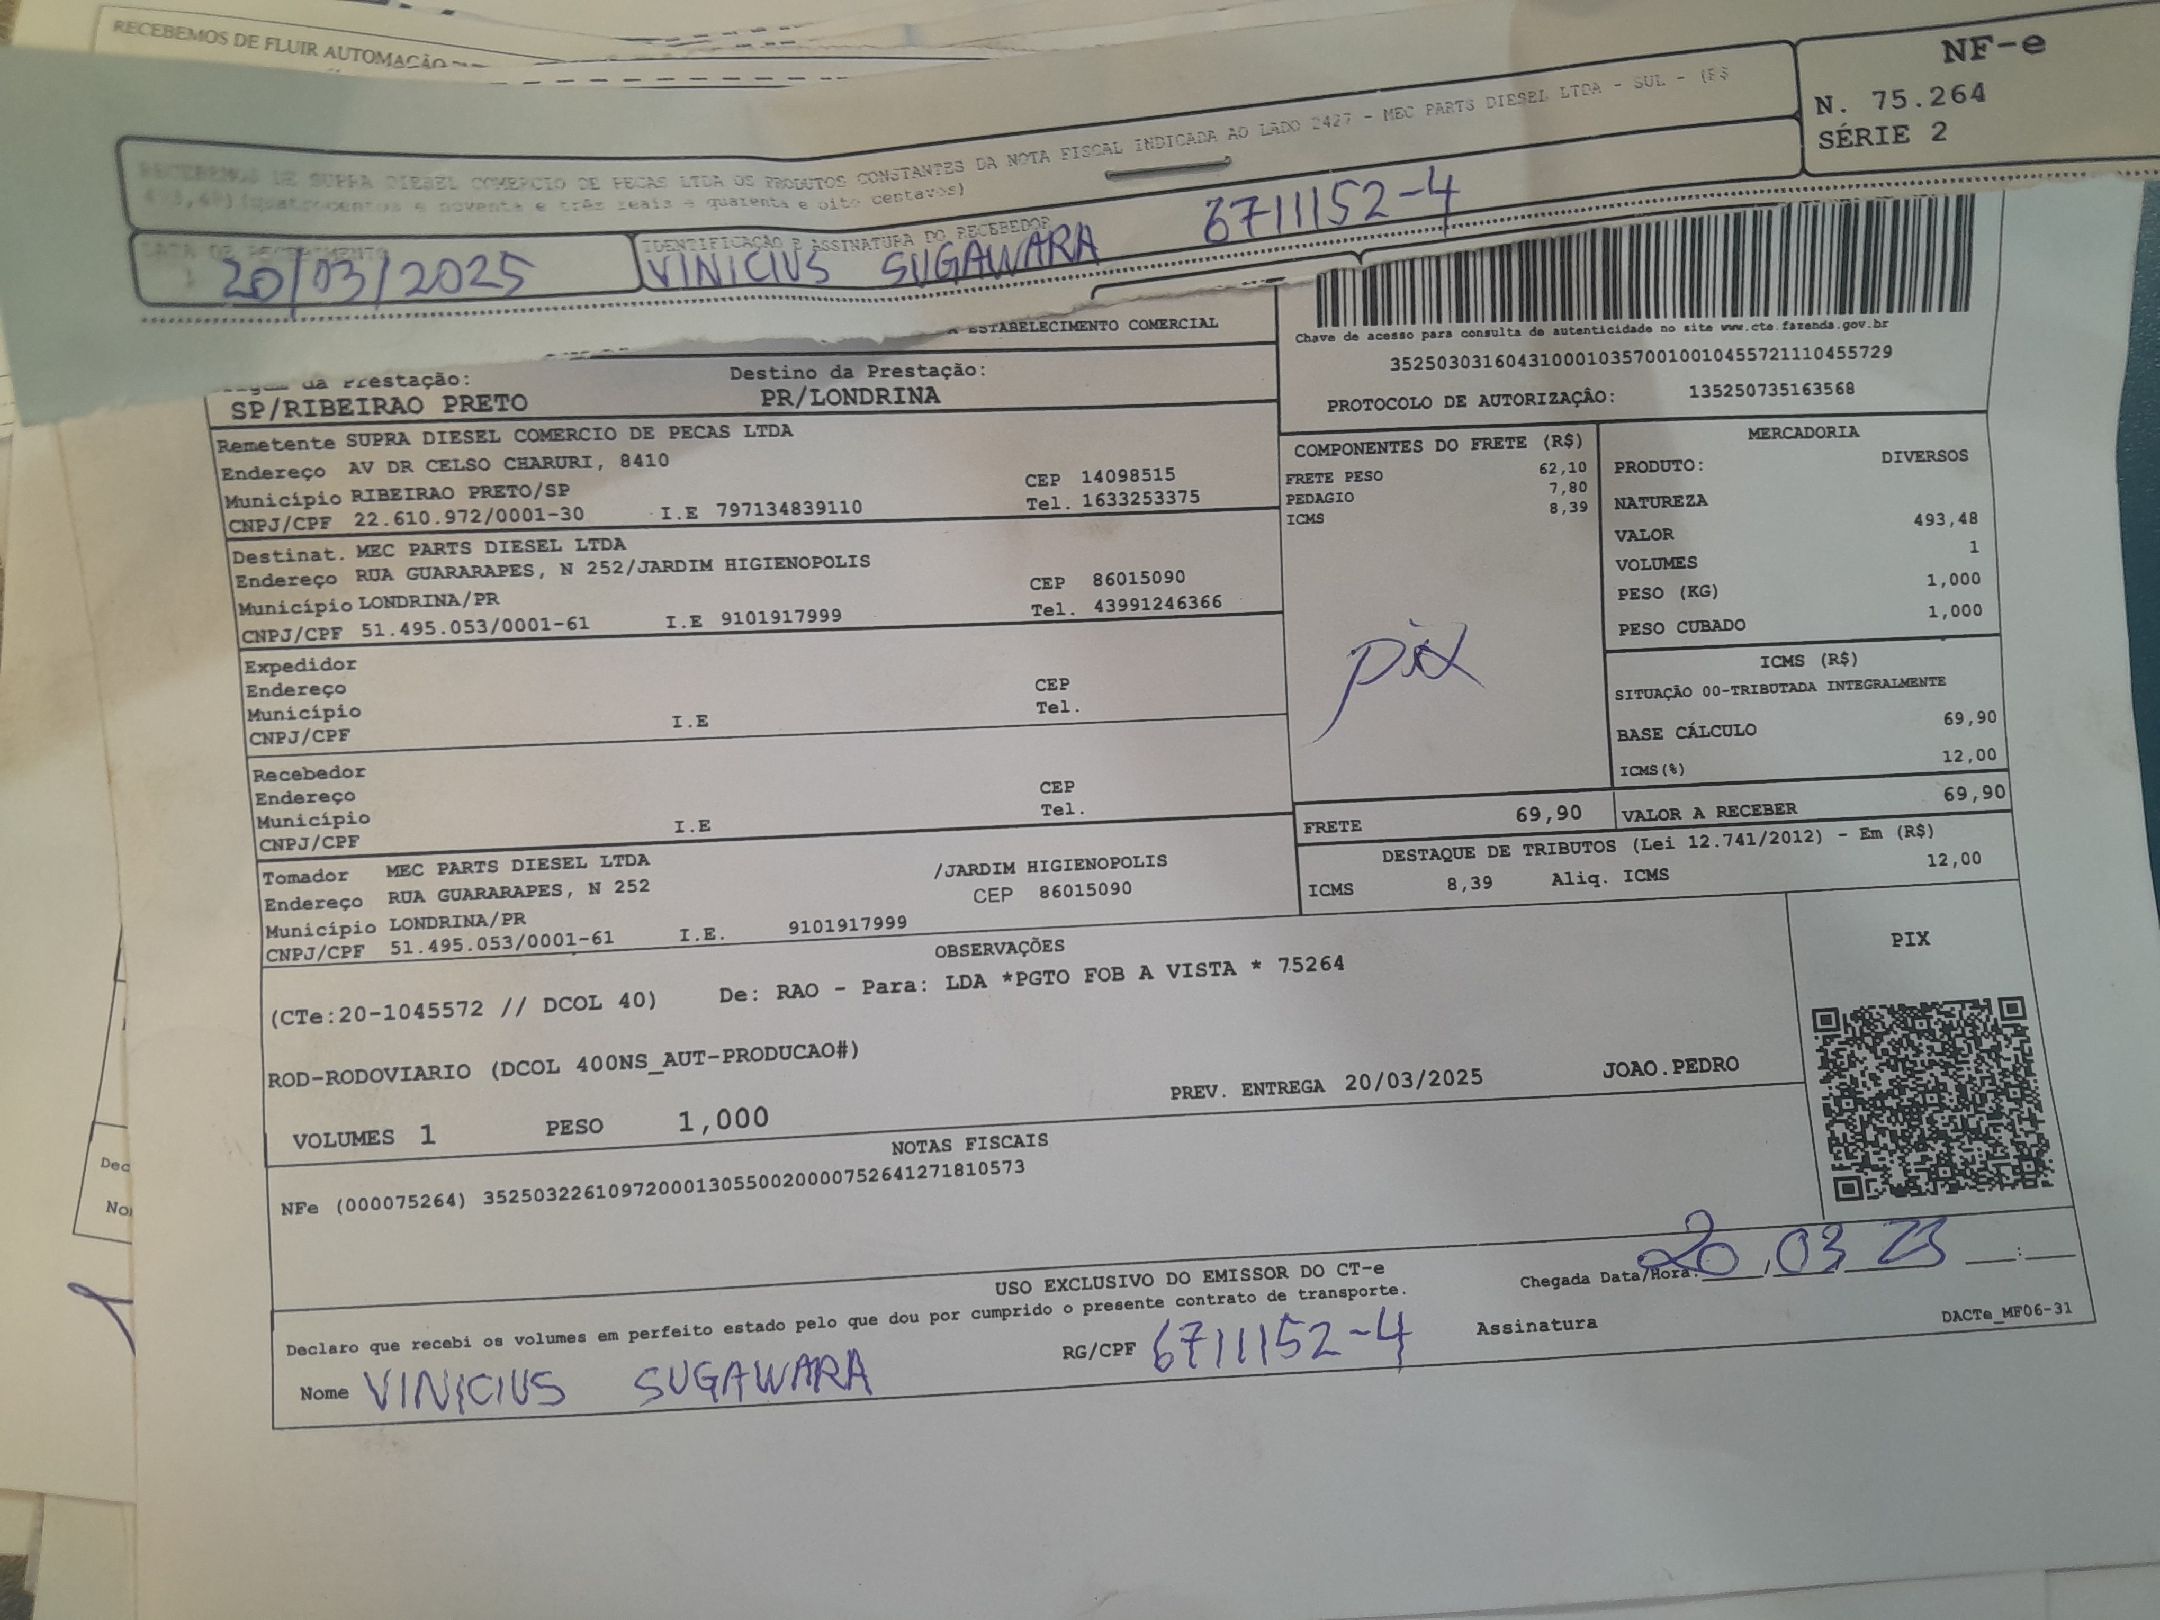 RECEBEMOS DE FLUIR AUTOMAÇÃO
NF-e
N. 75.264
SÉRIE 2
RECEBEMOS DE SUPRA DIESEL COMERCIO DE PECAS LTDA OS PRODUTOS CONSTANTES DA NOTA FISCAL INDICADA AO LADO 2427 - MEC PARTS DIESEL LTDA - SUL - (R$
493,48)(quatrocentos e noventa e três reais e quarenta e oito centavos)
DATA DE RECEBIMENTO
IDENTIFICAÇÃO E ASSINATURA DO RECEBEDOR
20/03/2025
VINICIUS SUGAWARA 6711152-4
ESTABELECIMENTO COMERCIAL
Chave de acesso para consulta de autenticidade no site www.cte.fazenda.gov.br
35250303160431000103570010010455721110455729
PROTOCOLO DE AUTORIZAÇÂO: 135250735163568
da Prestação:
SP/RIBEIRAO PRETO
Destino da Prestação:
PR/LONDRINA
Remetente SUPRA DIESEL COMERCIO DE PECAS LTDA
Endereço AV DR CELSO CHARURI, 8410
Município RIBEIRAO PRETO/SP CEP 14098515
CNPJ/CPF 22.610.972/0001-30 I.E 797134839110 Tel. 1633253375
Destinat. MEC PARTS DIESEL LTDA
Endereço RUA GUARARAPES, N 252/JARDIM HIGIENOPOLIS
Município LONDRINA/PR CEP 86015090
CNPJ/CPF 51.495.053/0001-61 I.E 9101917999 Tel. 43991246366
Expedidor
Endereço
Município CEP
CNPJ/CPF I.E Tel.
Recebedor
Endereço
Município CEP
CNPJ/CPF I.E Tel.
Tomador MEC PARTS DIESEL LTDA
Endereço RUA GUARARAPES, N 252 /JARDIM HIGIENOPOLIS
Município LONDRINA/PR CEP 86015090
CNPJ/CPF 51.495.053/0001-61 I.E. 9101917999
COMPONENTES DO FRETE (R$)
FRETE PESO 62,10
PEDAGIO 7,80
ICMS 8,39
pix
MERCADORIA
PRODUTO: DIVERSOS
NATUREZA
VALOR 493,48
VOLUMES 1
PESO (KG) 1,000
PESO CUBADO 1,000
ICMS (R$)
SITUAÇÃO 00-TRIBUTADA INTEGRALMENTE
BASE CÁLCULO 69,90
ICMS(%) 12,00
FRETE 69,90
VALOR A RECEBER 69,90
DESTAQUE DE TRIBUTOS (Lei 12.741/2012) - Em (R$)
ICMS 8,39 Aliq. ICMS 12,00
OBSERVAÇÕES
(CTe:20-1045572 // DCOL 40) De: RAO - Para: LDA *PGTO FOB A VISTA * 75264
ROD-RODOVIARIO (DCOL 400NS_AUT-PRODUCAO#)
PREV. ENTREGA 20/03/2025 JOAO.PEDRO
VOLUMES 1 PESO 1,000
PIX
NOTAS FISCAIS
NFe (000075264) 35250322610972000130550020000752641271810573
USO EXCLUSIVO DO EMISSOR DO CT-e
Declaro que recebi os volumes em perfeito estado pelo que dou por cumprido o presente contrato de transporte.
Chegada Data/Hora: 20 03 25
Nome VINICIUS SUGAWARA RG/CPF 6711152-4 Assinatura
DACTe_MF06-31